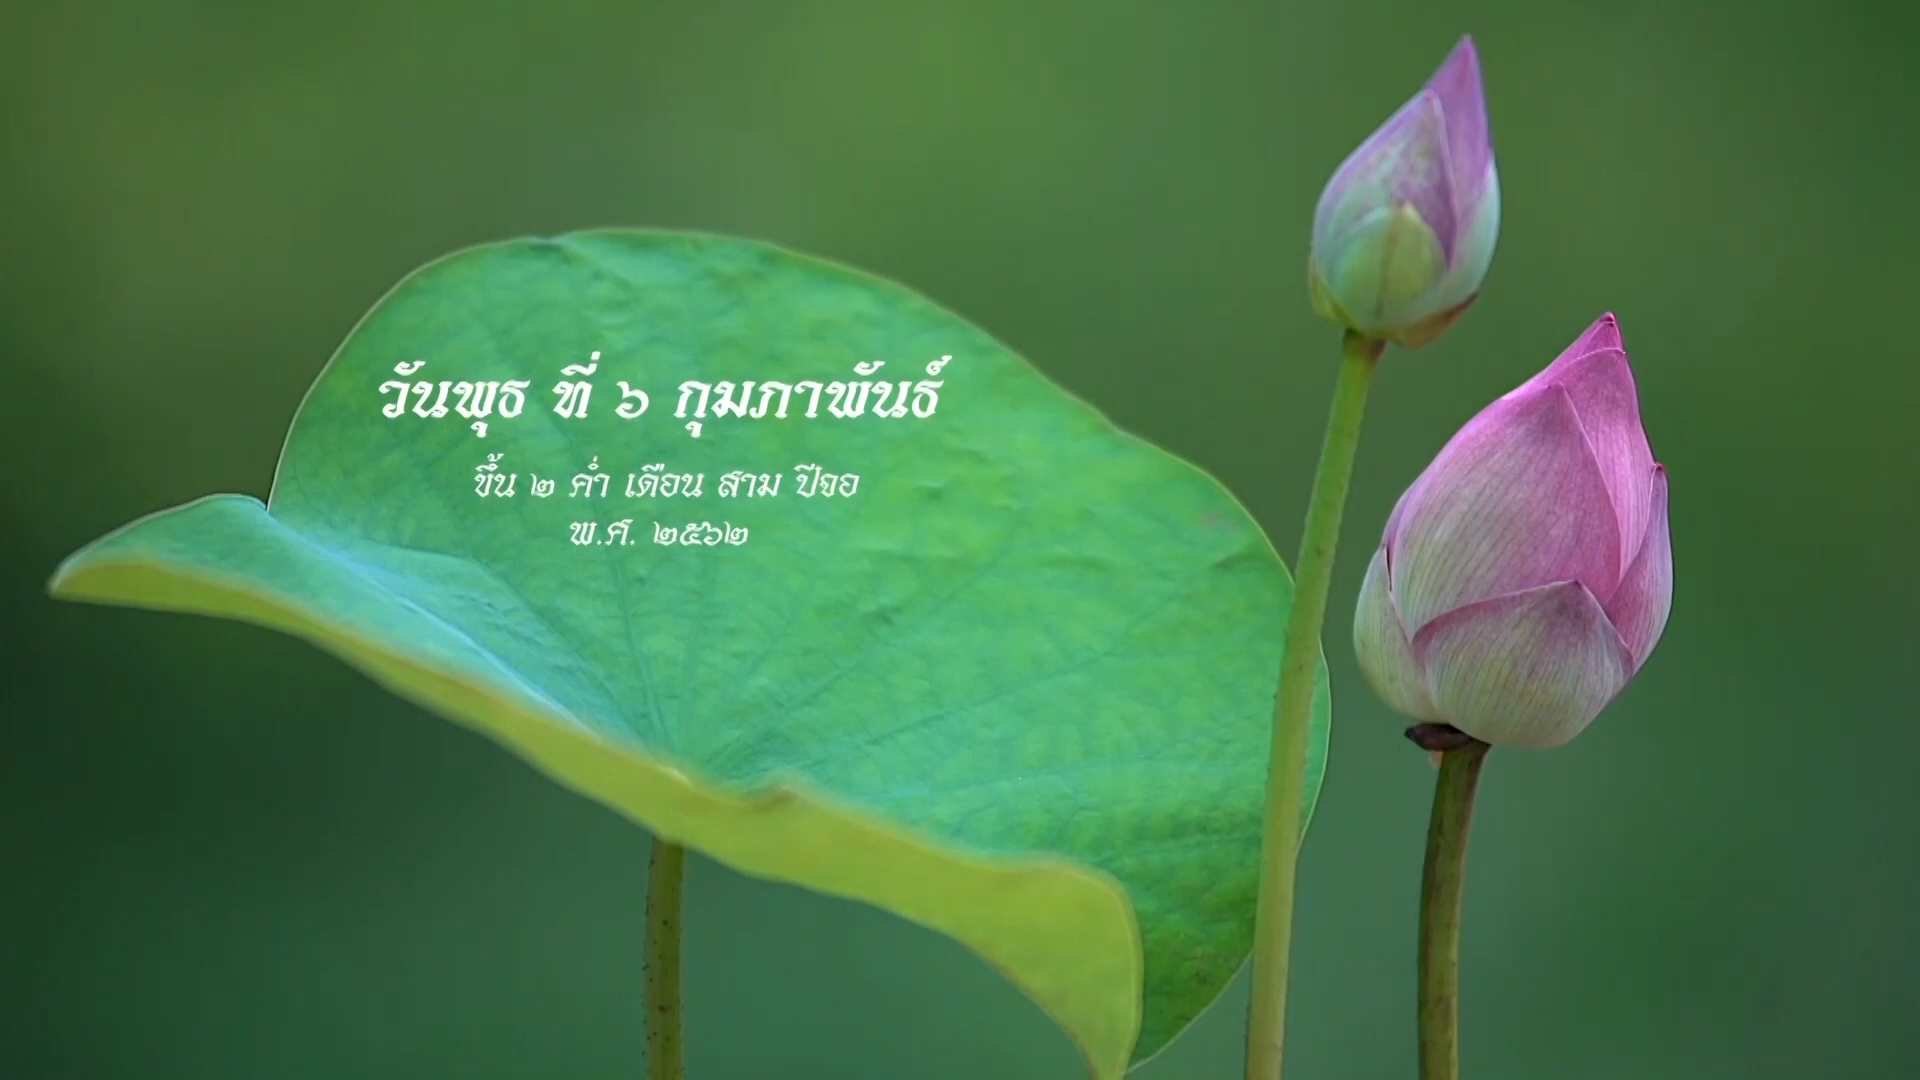 วันพุธ ที่ ๖ กุมภาพันธ์
ขึ้น ๒ ค่ำ เดือน สาม ปีจอ
พ.ศ. ๒๕๖๒